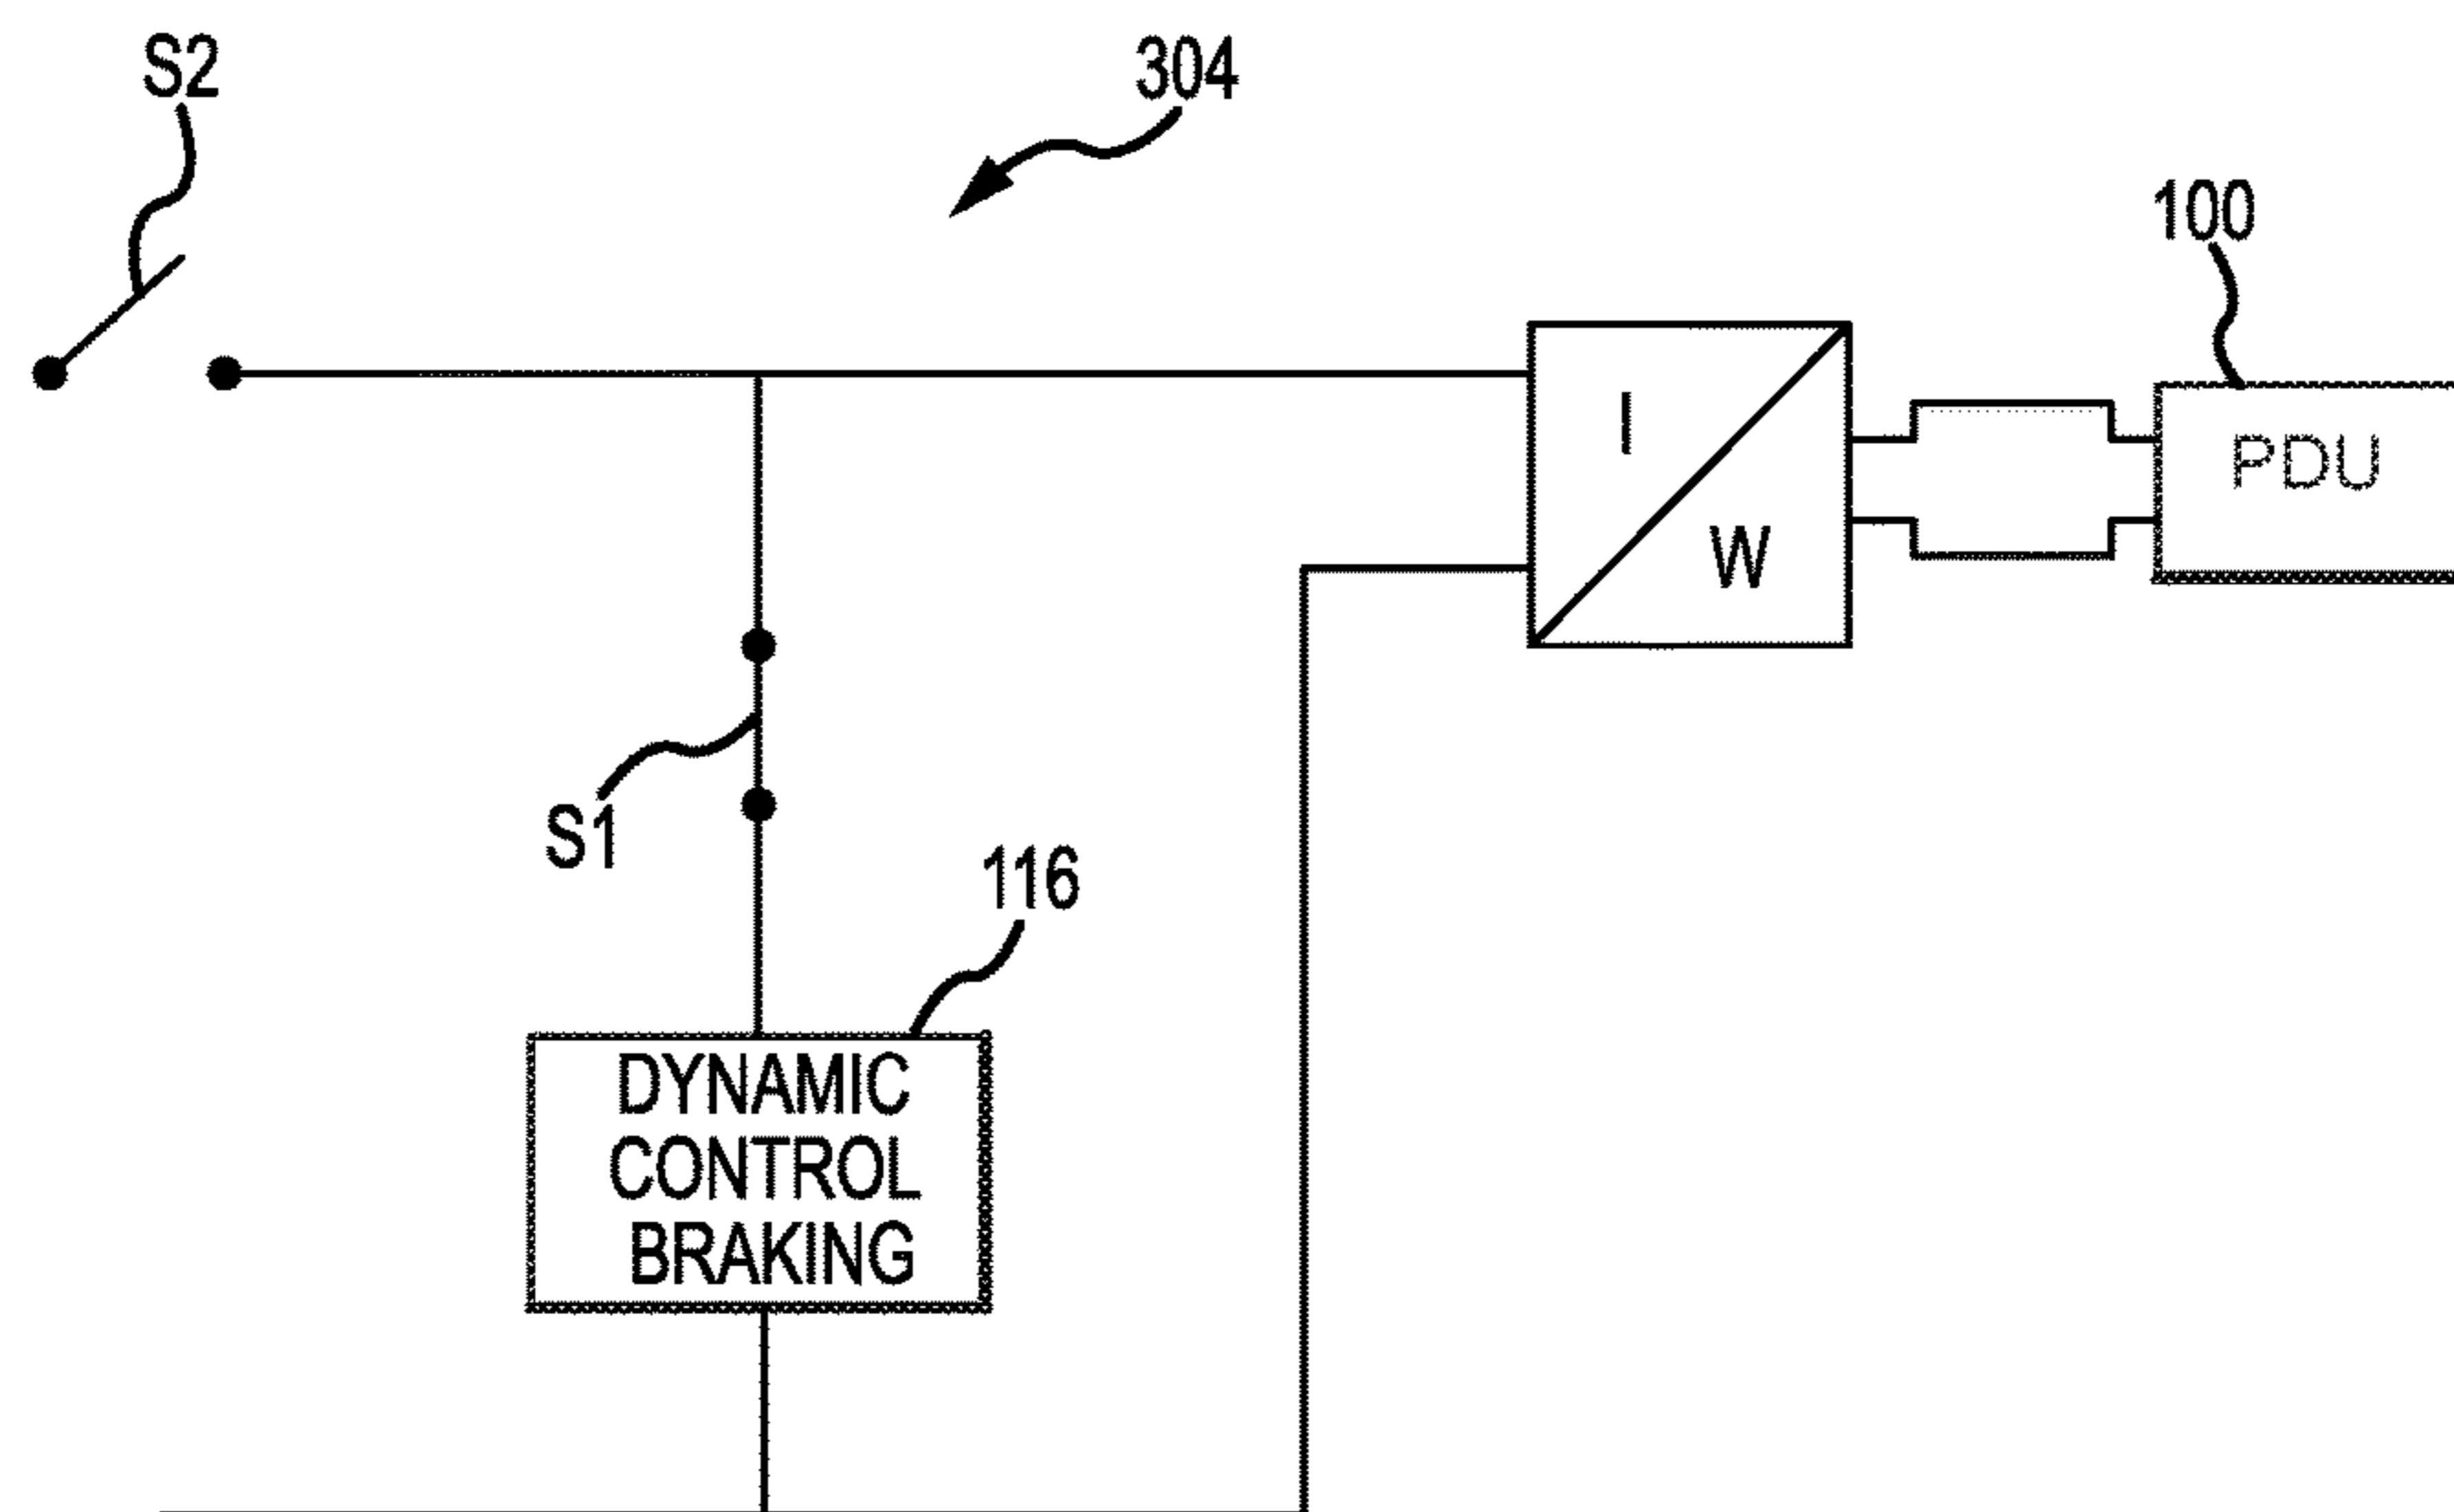 S2
304
100
I
W
PDU
S1
116
DYNAMIC
CONTROL
BRAKING